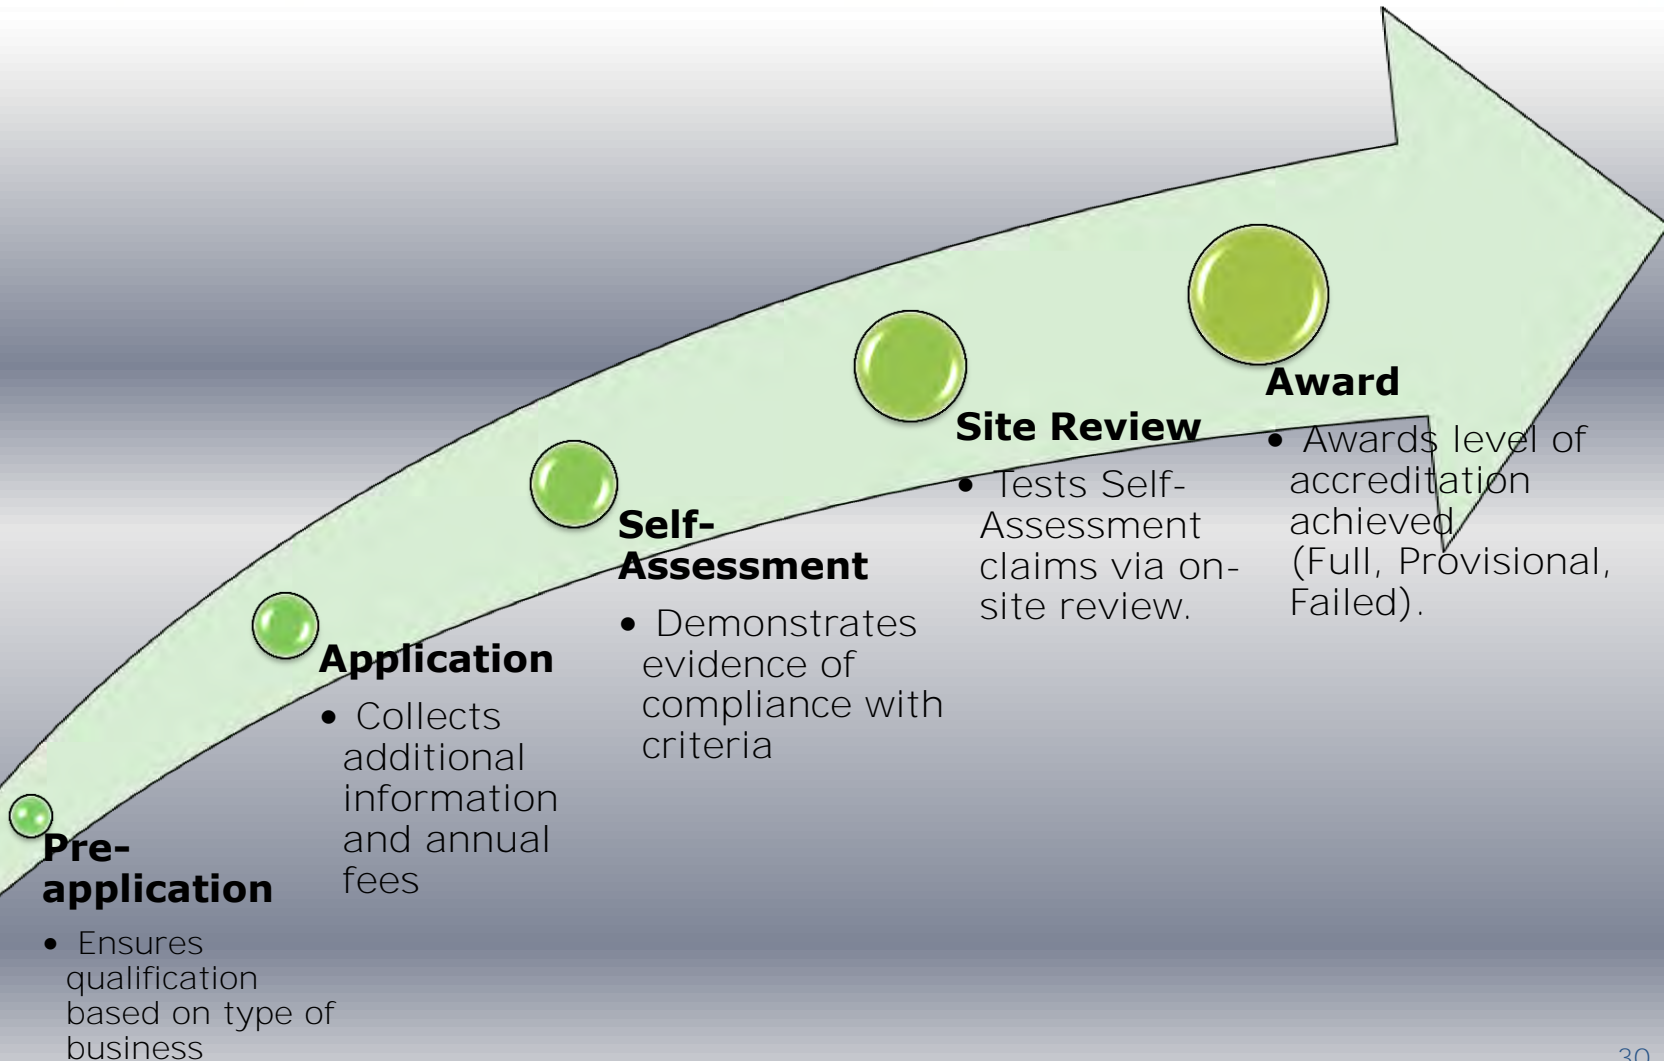 Pre-
application
• Ensures
qualification
based on type of
business
Application
• Collects
additional
information
and annual
fees
Self-
Assessment
• Demonstrates
evidence of
compliance with
criteria
Site Review
• Tests Self-
Assessment
claims via on-
site review.
Award
• Awards level of
accreditation
achieved
(Full, Provisional,
Failed).
30